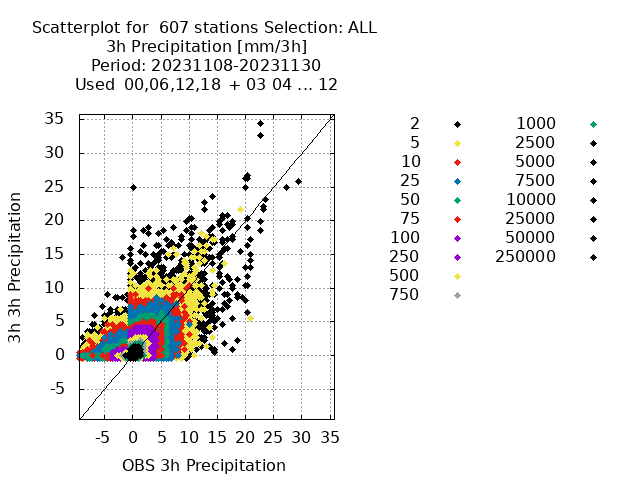 Scatterplot for 607 stations Selection: ALL
3h Precipitation [mm/3h]
Period: 20231108-20231130
Used 00,06,12,18 + 03 04 ... 12
35
30
25
20
15
10
5
0
-5
3h 3h Precipitation
-5 0 5 10 15 20 25 30 35
OBS 3h Precipitation
2 1000
5 2500
10 5000
25 7500
50 10000
75 25000
100 50000
250 250000
500
750